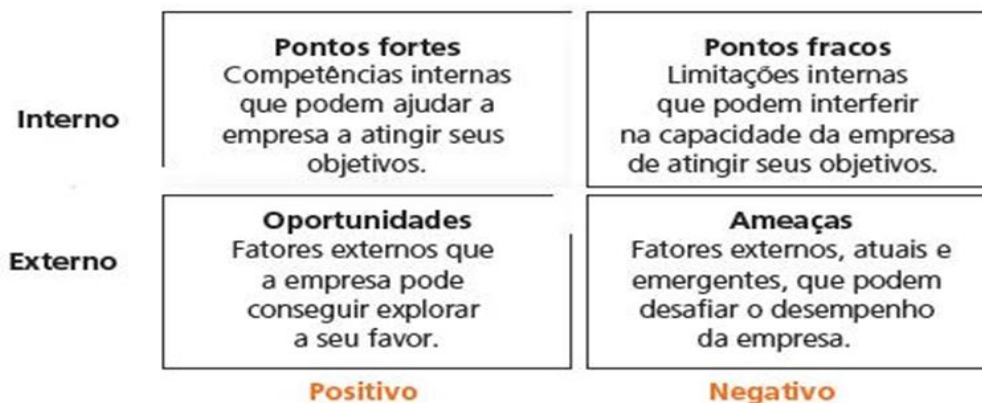 Pontos fortes
Competências internas
que podem ajudar a
empresa a atingir seus
objetivos.
Pontos fracos
Limitações internas
que podem interferir
na capacidade da empresa
de atingir seus objetivos.
Interno
Oportunidades
Fatores externos que
a empresa pode
conseguir explorar
a seu favor.
Ameaças
Fatores externos, atuais e
emergentes, que podem
desafiar o desempenho
da empresa.
Externo
Positivo
Negativo